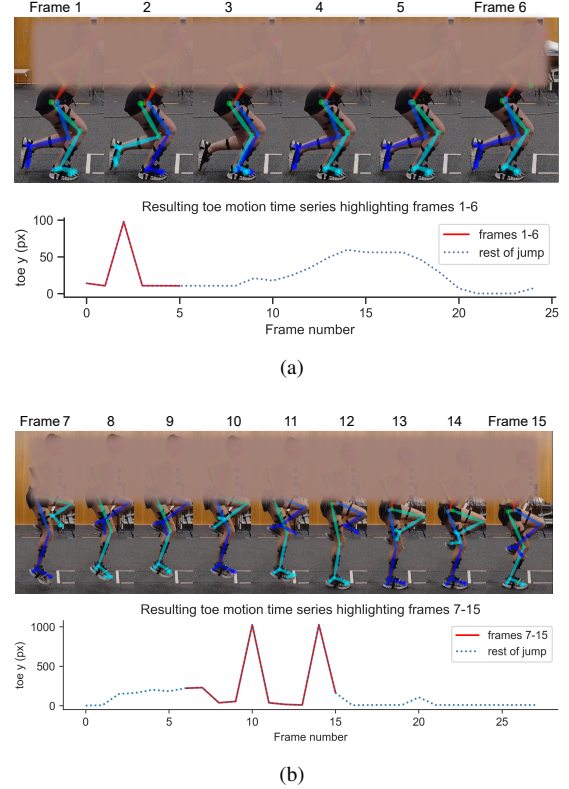 Frame 1 2 3 4 5 Frame 6
Resulting toe motion time series highlighting frames 1-6
100
50
0
toe y (px)
frames 1-6
rest of jump
0 5 10 15 20 25
Frame number
(a)
Frame 7 8 9 10 11 12 13 14 Frame 15
Resulting toe motion time series highlighting frames 7-15
1000
500
0
toe y (px)
frames 7-15
rest of jump
0 5 10 15 20 25
Frame number
(b)